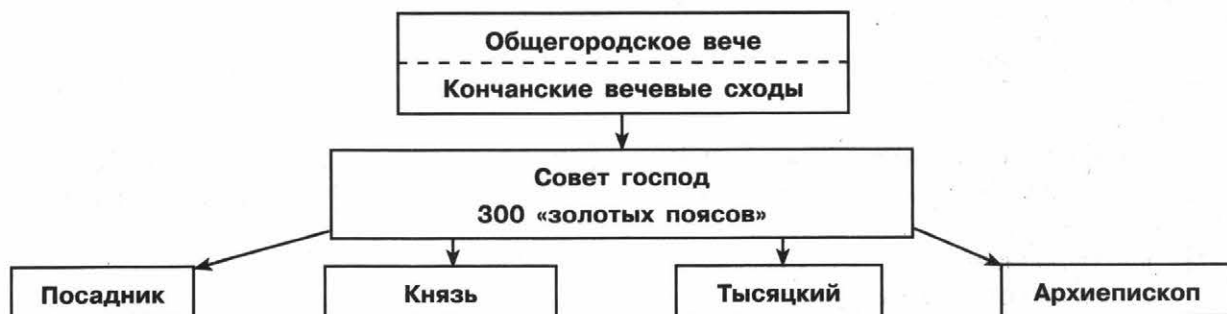 Общегородское вече
Кончанские вечевые сходы
Совет господ
300 «золотых поясов»
Посадник
Князь
Тысяцкий
Архиепископ